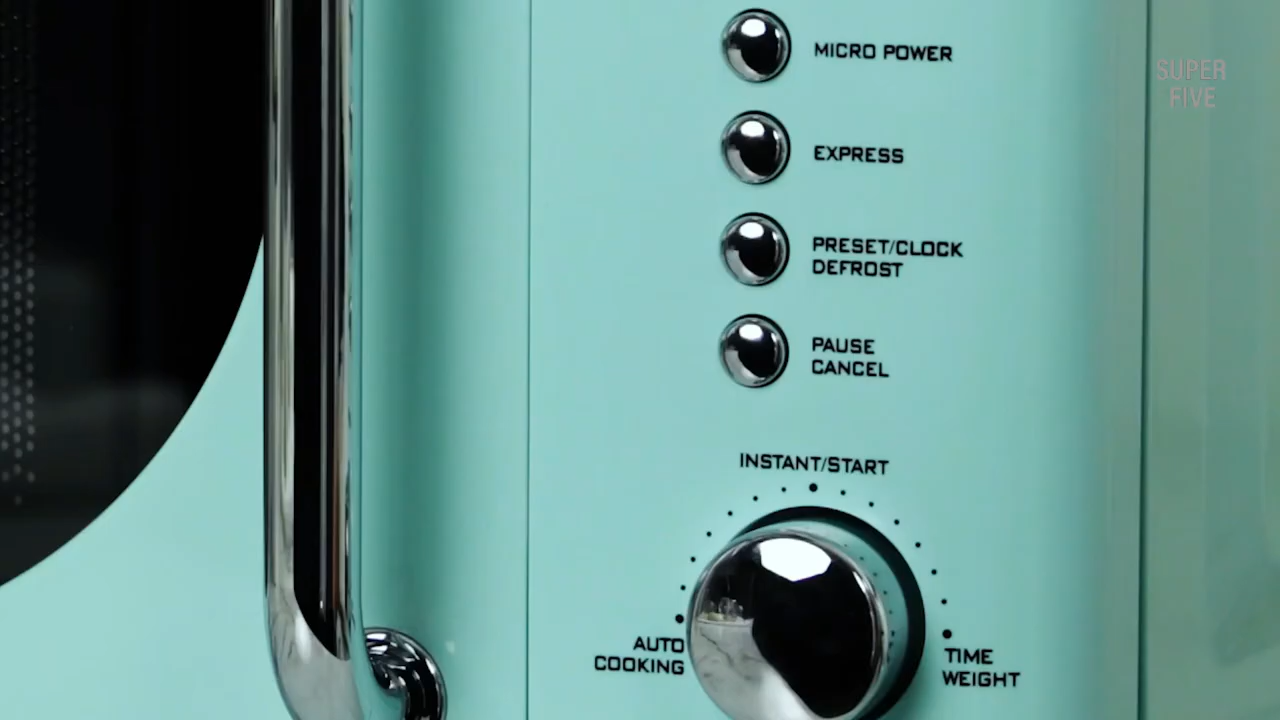 MICRO POWER
SUPER
FIVE
EXPRESS
PRESET/CLOCK
DEFROST
PAUSE
CANCEL
INSTANT/START
AUTO
COOKING
TIME
WEIGHT